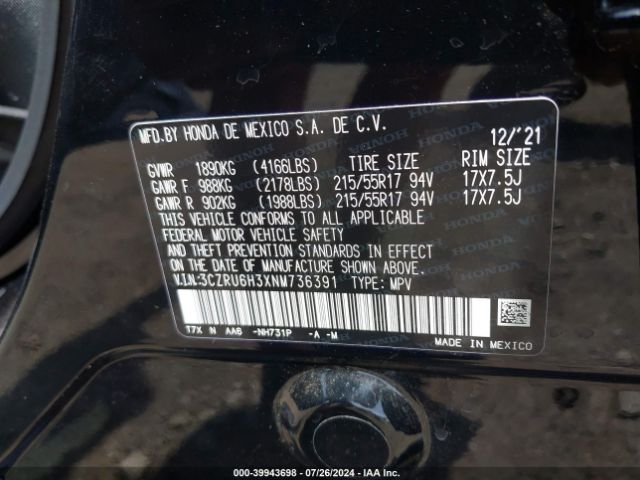 MFD.BY HONDA DE MEXICO S.A. DE C.V. 12/'21
GVWR 1890KG (4166LBS) TIRE SIZE RIM SIZE
GAWR F 988KG (2178LBS) 215/55R17 94V 17X7.5J
GAWR R 902KG (1988LBS) 215/55R17 94V 17X7.5J
THIS VEHICLE CONFORMS TO ALL APPLICABLE
FEDERAL MOTOR VEHICLE SAFETY
AND THEFT PREVENTION STANDARDS IN EFFECT
ON THE DATE OF MANUFACTURE SHOWN ABOVE.
V.I.N:3CZRU6H3XNM736391 TYPE: MPV
T7X N AA6 -NH731P -A -M MADE IN MEXICO
000-39943698 - 07/26/2024 - IAA Inc.